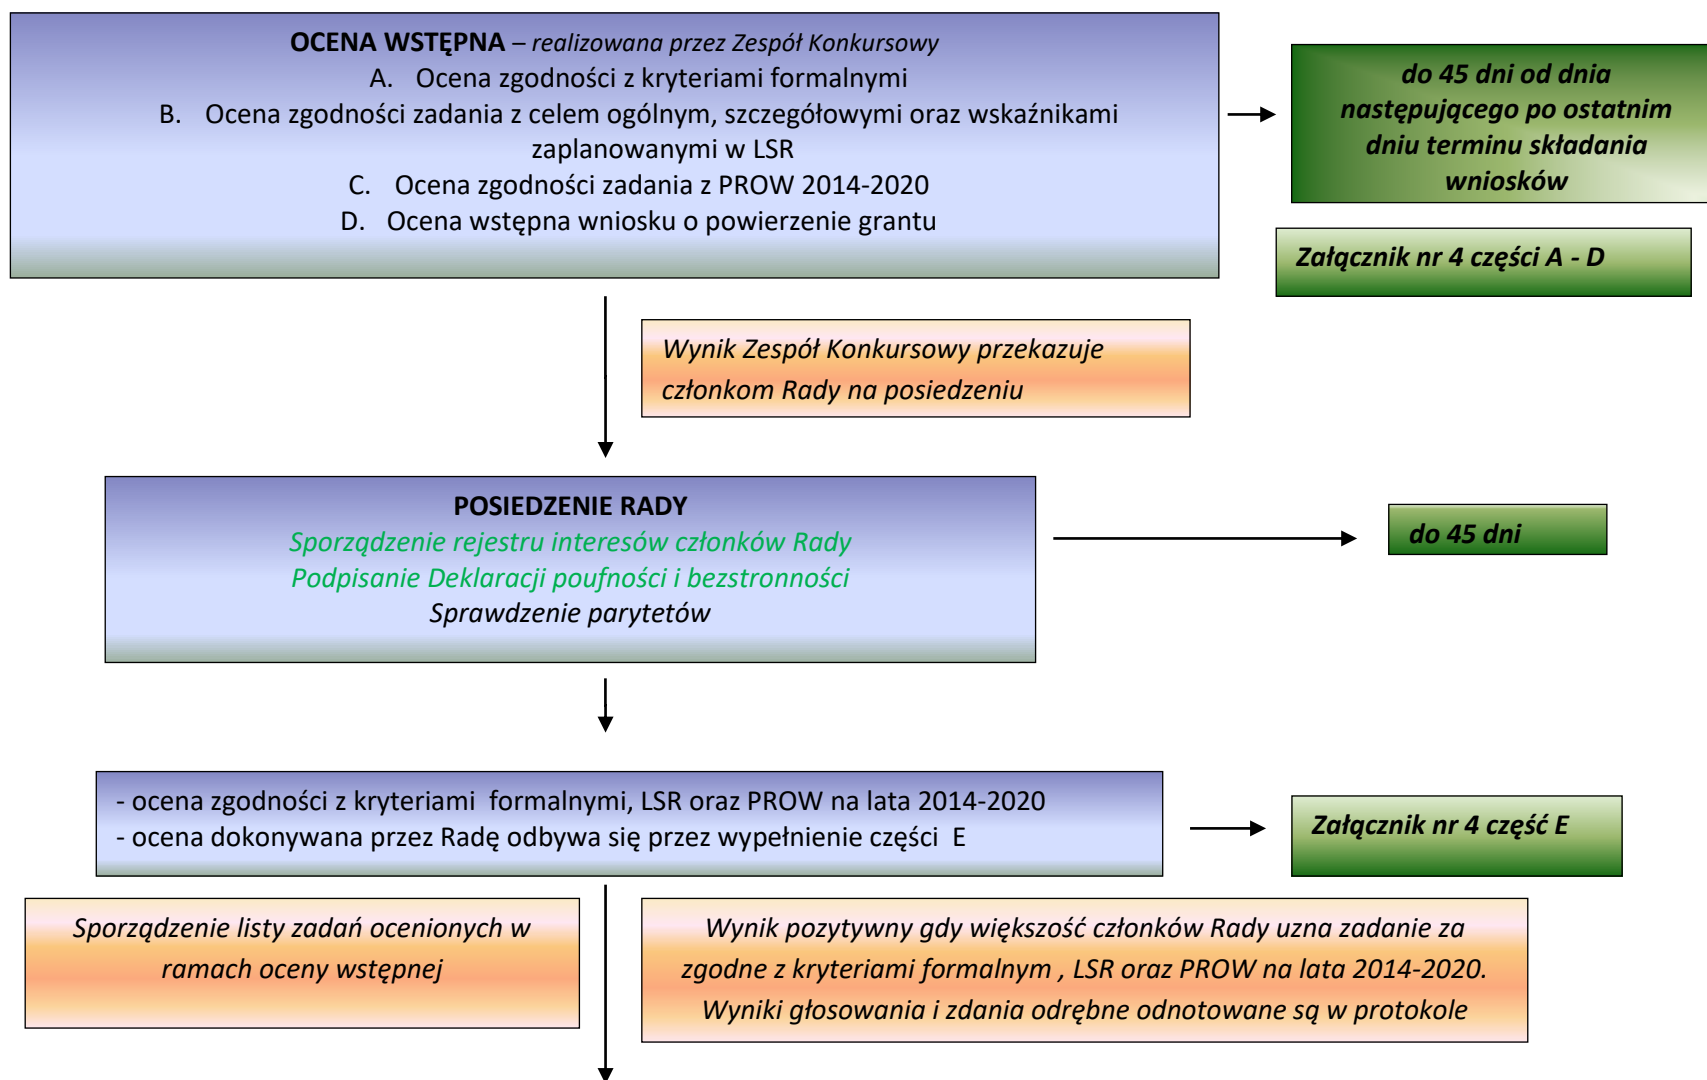 OCENA WSTĘPNA – realizowana przez Zespół Konkursowy
A. Ocena zgodności z kryteriami formalnymi
B. Ocena zgodności zadania z celem ogólnym, szczegółowymi oraz wskaźnikami
zaplanowanymi w LSR
C. Ocena zgodności zadania z PROW 2014-2020
D. Ocena wstępna wniosku o powierzenie grantu
do 45 dni od dnia
następującego po ostatnim
dniu terminu składania
wniosków
Załącznik nr 4 części A - D
Wynik Zespół Konkursowy przekazuje
członkom Rady na posiedzeniu
POSIEDZENIE RADY
Sporządzenie rejestru interesów członków Rady
Podpisanie Deklaracji poufności i bezstronności
Sprawdzenie parytetów
do 45 dni
- ocena zgodności z kryteriami formalnymi, LSR oraz PROW na lata 2014-2020
- ocena dokonywana przez Radę odbywa się przez wypełnienie części E
Załącznik nr 4 część E
Sporządzenie listy zadań ocenionych w
ramach oceny wstępnej
Wynik pozytywny gdy większość członków Rady uzna zadanie za
zgodne z kryteriami formalnym , LSR oraz PROW na lata 2014-2020.
Wyniki głosowania i zdania odrębne odnotowane są w protokole